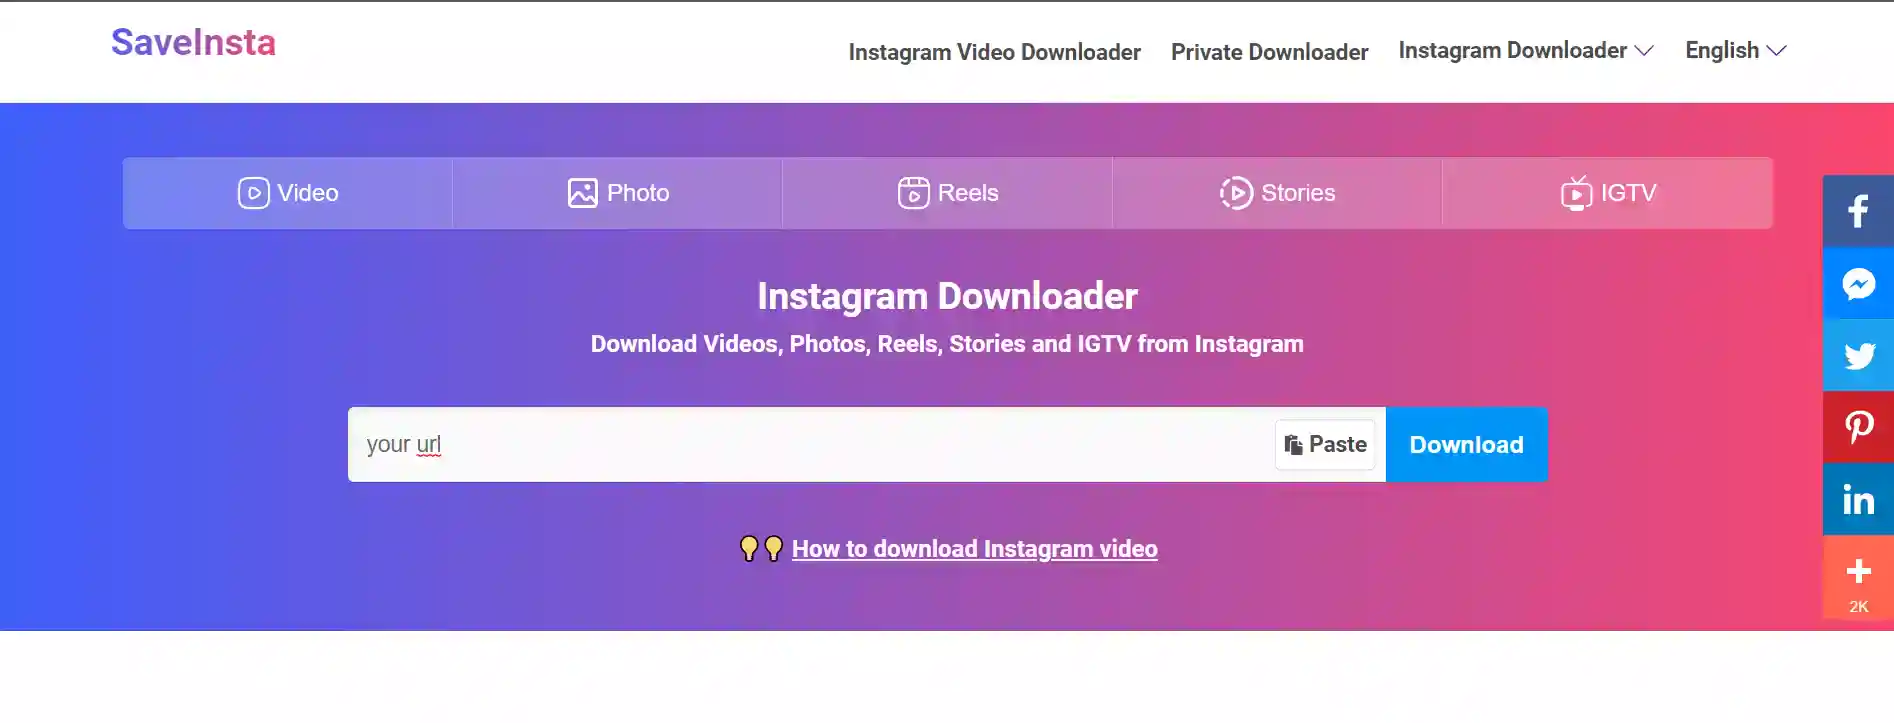 SaveInsta
Instagram Video Downloader Private Downloader Instagram Downloader English
Video Photo Reels Stories IGTV
Instagram Downloader
Download Videos, Photos, Reels, Stories and IGTV from Instagram
your url Paste Download
How to download Instagram video
2K